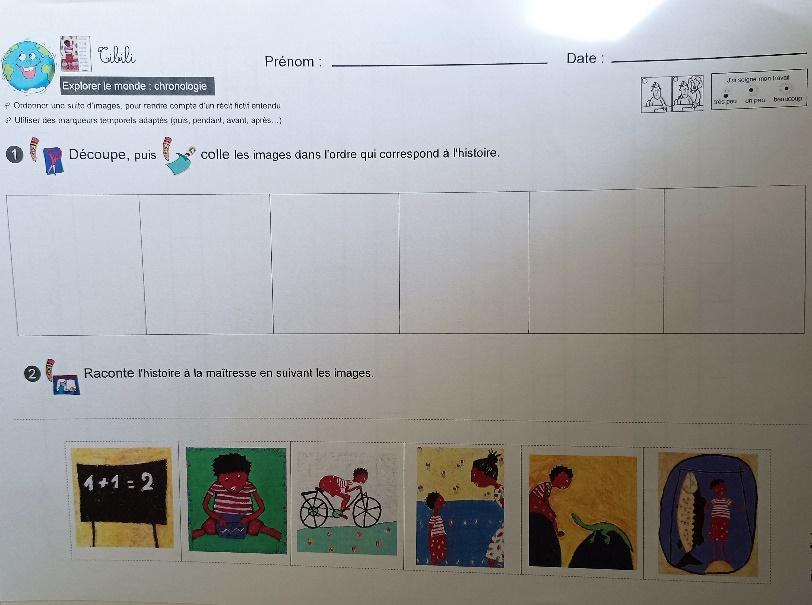 Tibili
Prénom :
Date :
Explorer le monde : chronologie
Ordonner une suite d'images, pour rendre compte d'un récit fictif entendu
Utiliser des marqueurs temporels adaptés (puis, pendant, avant, après...)
J'ai soigné mon travail
très peu un peu beaucoup
1 Découpe, puis colle les images dans l'ordre qui correspond à l'histoire.
2 Raconte l'histoire à la maîtresse en suivant les images.
1+1=2